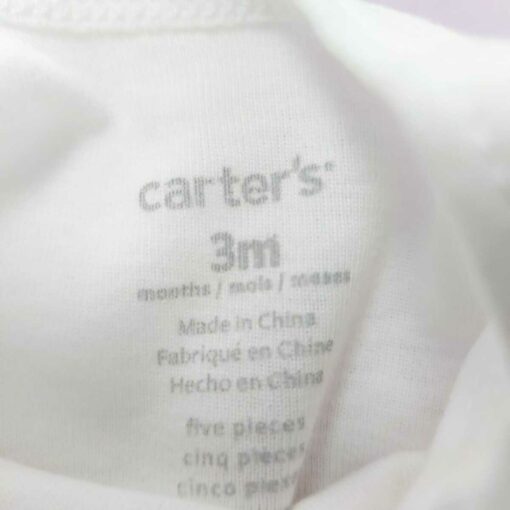 carter's
3m
months / mois / meses
Made in China
Fabriqué en Chine
Hecho en China
five pieces
cinq pièces
cinco